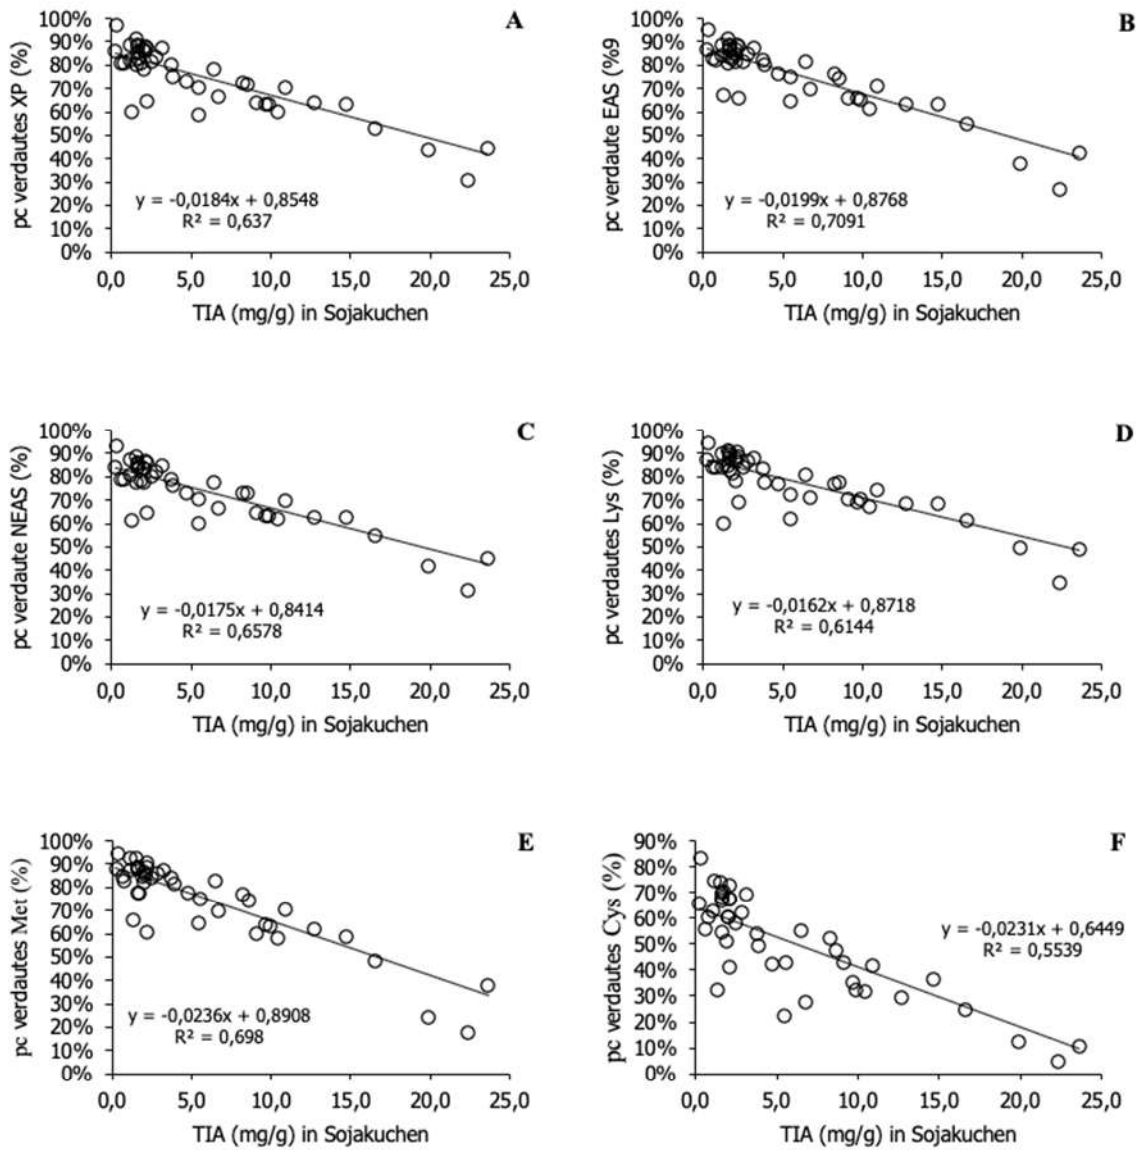 A
pc verdautes XP (%)
100%
90%
80%
70%
60%
50%
40%
30%
20%
10%
0%
y = -0,0184x + 0,8548
R² = 0,637
0,0 5,0 10,0 15,0 20,0 25,0
TIA (mg/g) in Sojakuchen
B
pc verdaute EAS (%9
100%
90%
80%
70%
60%
50%
40%
30%
20%
10%
0%
y = -0,0199x + 0,8768
R² = 0,7091
0,0 5,0 10,0 15,0 20,0 25,0
TIA (mg/g) in Sojakuchen
C
pc verdaute NEAS (%)
100%
90%
80%
70%
60%
50%
40%
30%
20%
10%
0%
y = -0,0175x + 0,8414
R² = 0,6578
0,0 5,0 10,0 15,0 20,0 25,0
TIA (mg/g) in Sojakuchen
D
pc verdautes Lys (%)
100%
90%
80%
70%
60%
50%
40%
30%
20%
10%
0%
y = -0,0162x + 0,8718
R² = 0,6144
0,0 5,0 10,0 15,0 20,0 25,0
TIA (mg/g) in Sojakuchen
E
pc verdautes Met (%)
100%
90%
80%
70%
60%
50%
40%
30%
20%
10%
0%
y = -0,0236x + 0,8908
R² = 0,698
0,0 5,0 10,0 15,0 20,0 25,0
TIA (mg/g) in Sojakuchen
F
pc verdautes Cys (%)
90%
80%
70%
60%
50%
40%
30%
20%
10%
0%
y = -0,0231x + 0,6449
R² = 0,5539
0,0 5,0 10,0 15,0 20,0 25,0
TIA (mg/g) in Sojakuchen